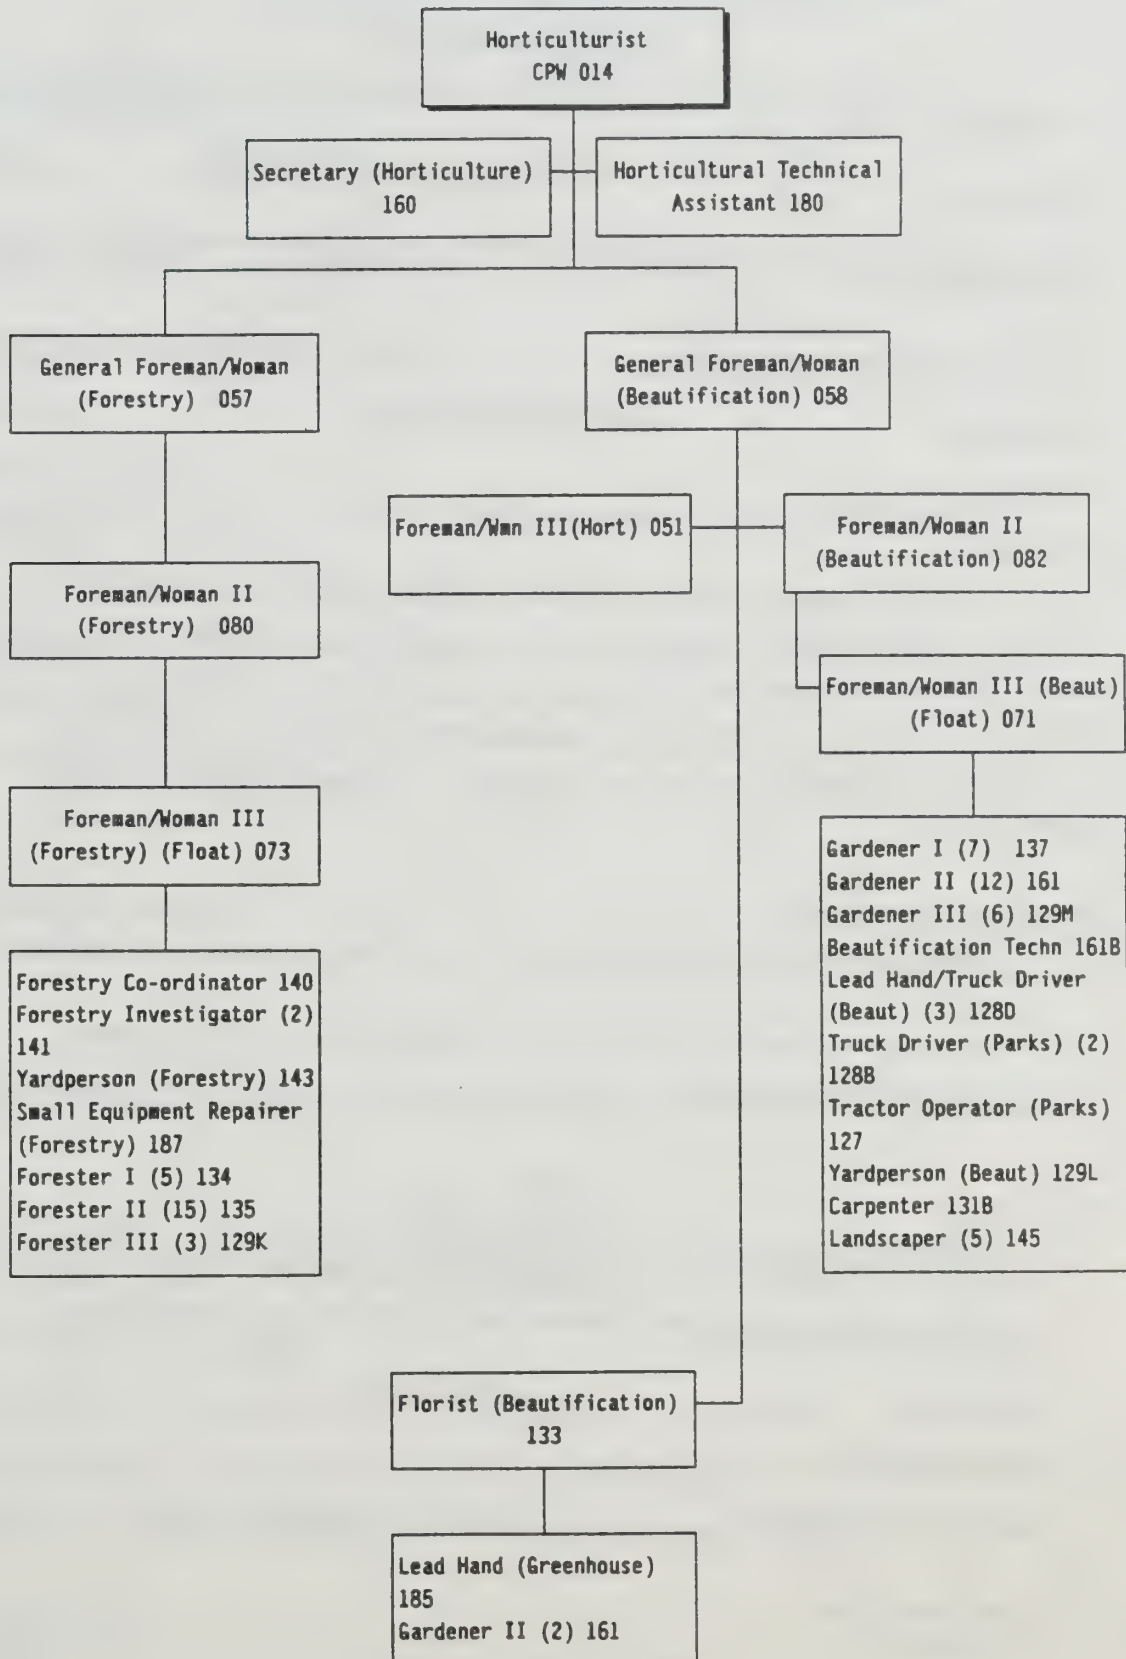 Horticulturist
CPW 014
Secretary (Horticulture)
160
Horticultural Technical
Assistant 180
General Foreman/Woman
(Forestry) 057
General Foreman/Woman
(Beautification) 058
Foreman/Wmn III(Hort) 051
Foreman/Woman II
(Beautification) 082
Foreman/Woman II
(Forestry) 080
Foreman/Woman III (Beaut)
(Float) 071
Foreman/Woman III
(Forestry) (Float) 073
Forestry Co-ordinator 140
Forestry Investigator (2)
141
Yardperson (Forestry) 143
Small Equipment Repairer
(Forestry) 187
Forester I (5) 134
Forester II (15) 135
Forester III (3) 129K
Gardener I (7) 137
Gardener II (12) 161
Gardener III (6) 129M
Beautification Techn 161B
Lead Hand/Truck Driver
(Beaut) (3) 128D
Truck Driver (Parks) (2)
128B
Tractor Operator (Parks)
127
Yardperson (Beaut) 129L
Carpenter 131B
Landscaper (5) 145
Florist (Beautification)
133
Lead Hand (Greenhouse)
185
Gardener II (2) 161